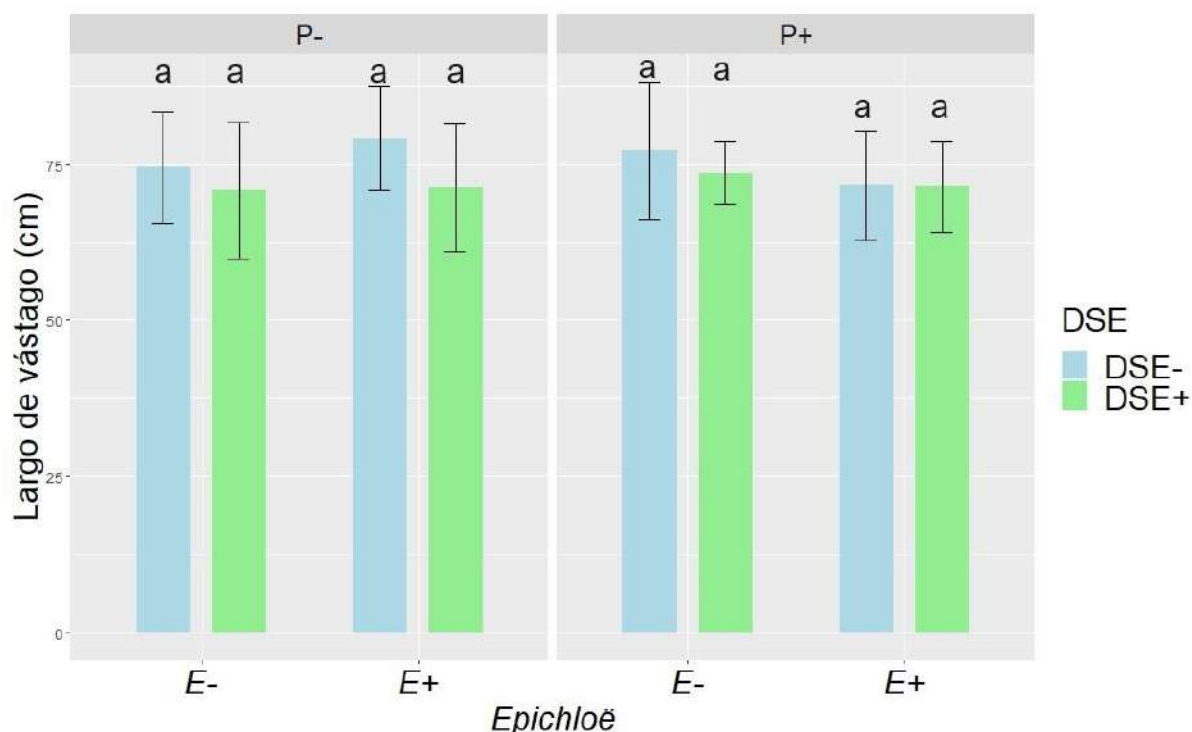 P- P+
a a a a a a a a
Largo de vástago (cm)
75
50
25
0
DSE
DSE-
DSE+
E- E+ E- E+
Epichloë